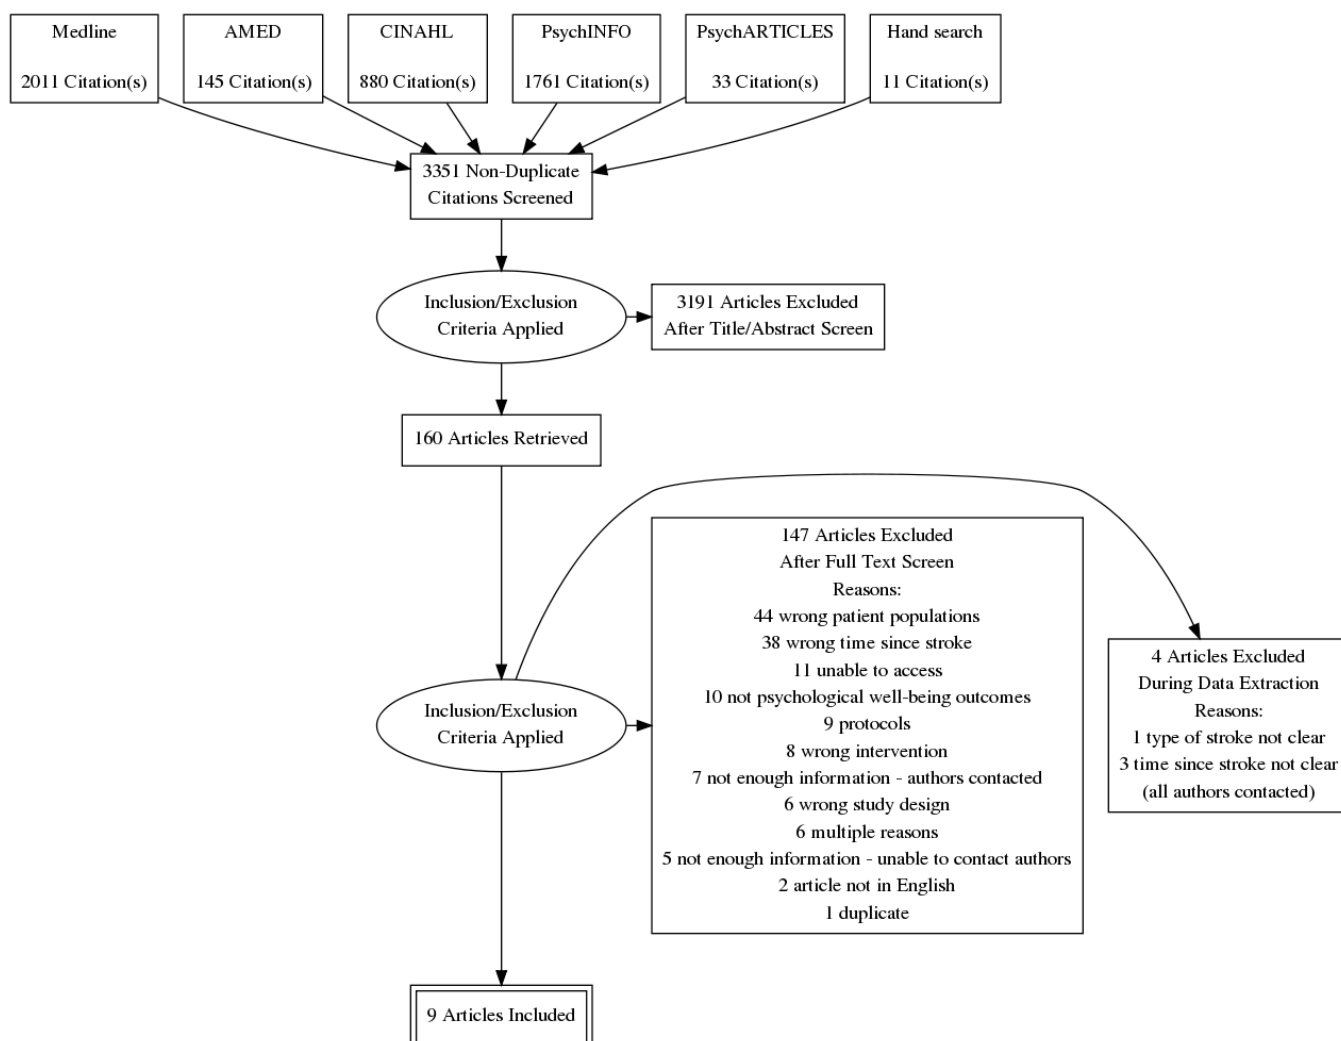 Medline
2011 Citation(s)
AMED
145 Citation(s)
CINAHL
880 Citation(s)
PsychINFO
1761 Citation(s)
PsychARTICLES
33 Citation(s)
Hand search
11 Citation(s)
3351 Non-Duplicate
Citations Screened
Inclusion/Exclusion
Criteria Applied
3191 Articles Excluded
After Title/Abstract Screen
160 Articles Retrieved
Inclusion/Exclusion
Criteria Applied
147 Articles Excluded
After Full Text Screen
Reasons:
44 wrong patient populations
38 wrong time since stroke
11 unable to access
10 not psychological well-being outcomes
9 protocols
8 wrong intervention
7 not enough information - authors contacted
6 wrong study design
6 multiple reasons
5 not enough information - unable to contact authors
2 article not in English
1 duplicate
4 Articles Excluded
During Data Extraction
Reasons:
1 type of stroke not clear
3 time since stroke not clear
(all authors contacted)
9 Articles Included